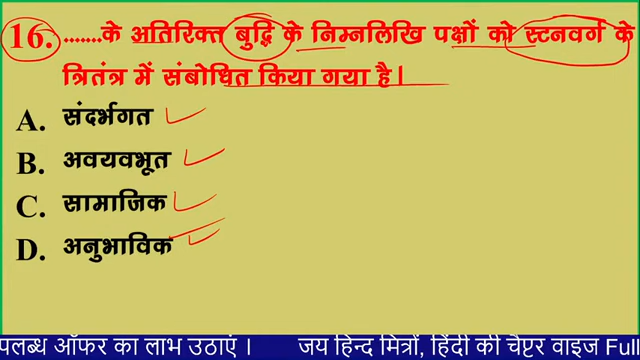 16. .......के अतिरिक्त बुद्धि के निम्नलिखि पक्षों को स्टनवर्ग के
त्रितंत्र में संबोधित किया गया है।
A. संदर्भगत
B. अवयवभूत
C. सामाजिक
D. अनुभाविक
पलब्ध ऑफर का लाभ उठाएं । जय हिन्द मित्रों, हिंदी की चैप्टर वाइज Full